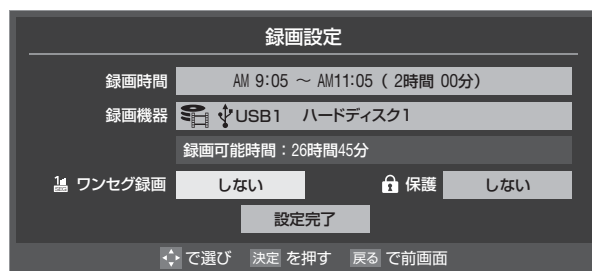 録画設定
録画時間 AM 9:05 ～ AM11:05 ( 2時間 00分)
録画機器 USB1 ハードディスク1
録画可能時間：26時間45分
ワンセグ録画 しない 保護 しない
設定完了
で選び 決定 を押す 戻る で前画面